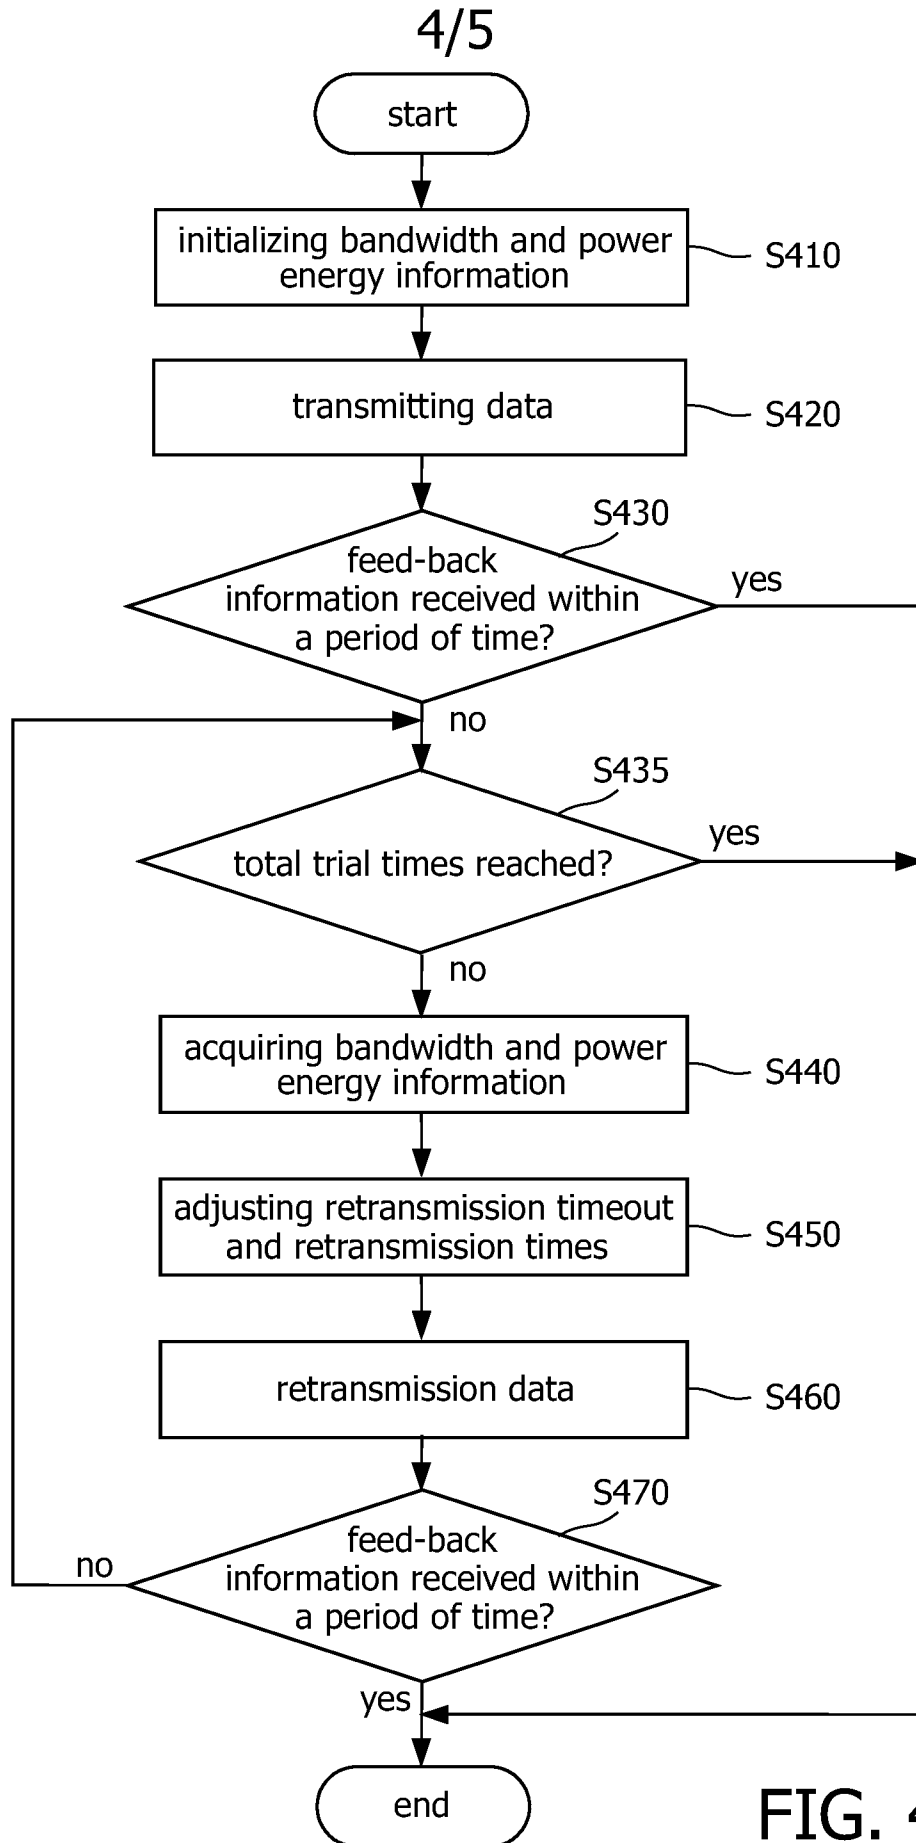 4/5
start
initializing bandwidth and power
energy information
S410
transmitting data
S420
S430
feed-back
information received within
a period of time?
yes
no
S435
total trial times reached?
yes
no
acquiring bandwidth and power
energy information
S440
adjusting retransmission timeout
and retransmission times
S450
retransmission data
S460
S470
feed-back
information received within
a period of time?
no
yes
end
FIG. 4